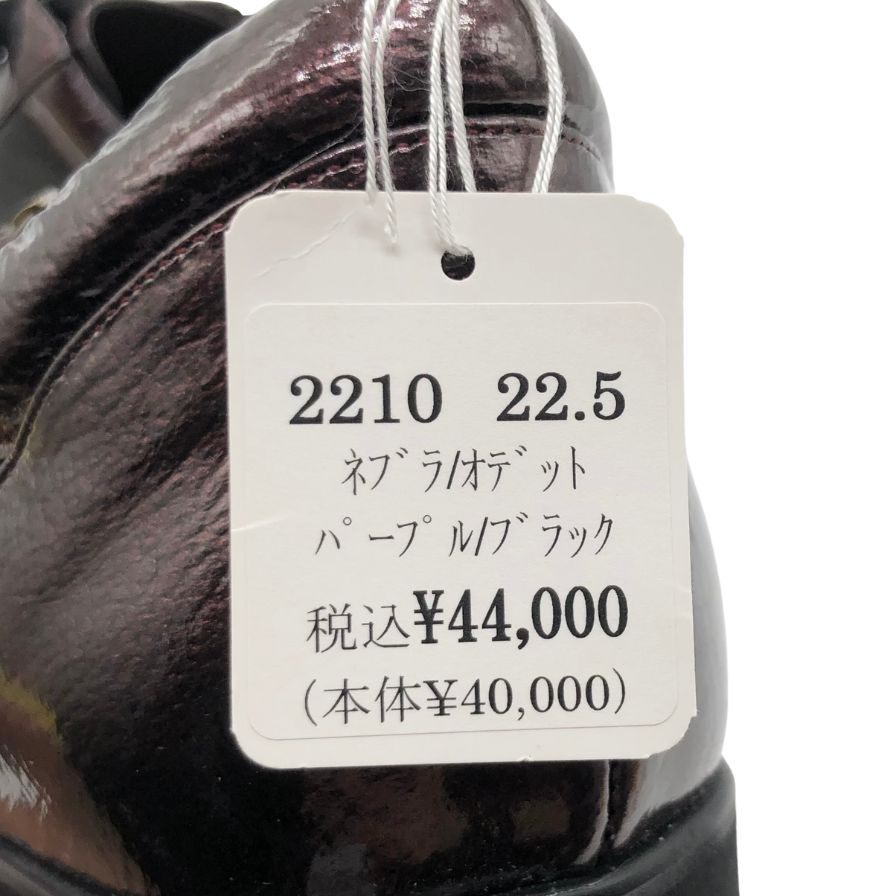 2210 22.5
ﾈﾌﾞﾗ/ｵﾃﾞｯﾄ
ﾊﾟｰﾌﾟﾙ/ﾌﾞﾗｯｸ
税込¥44,000
(本体¥40,000)